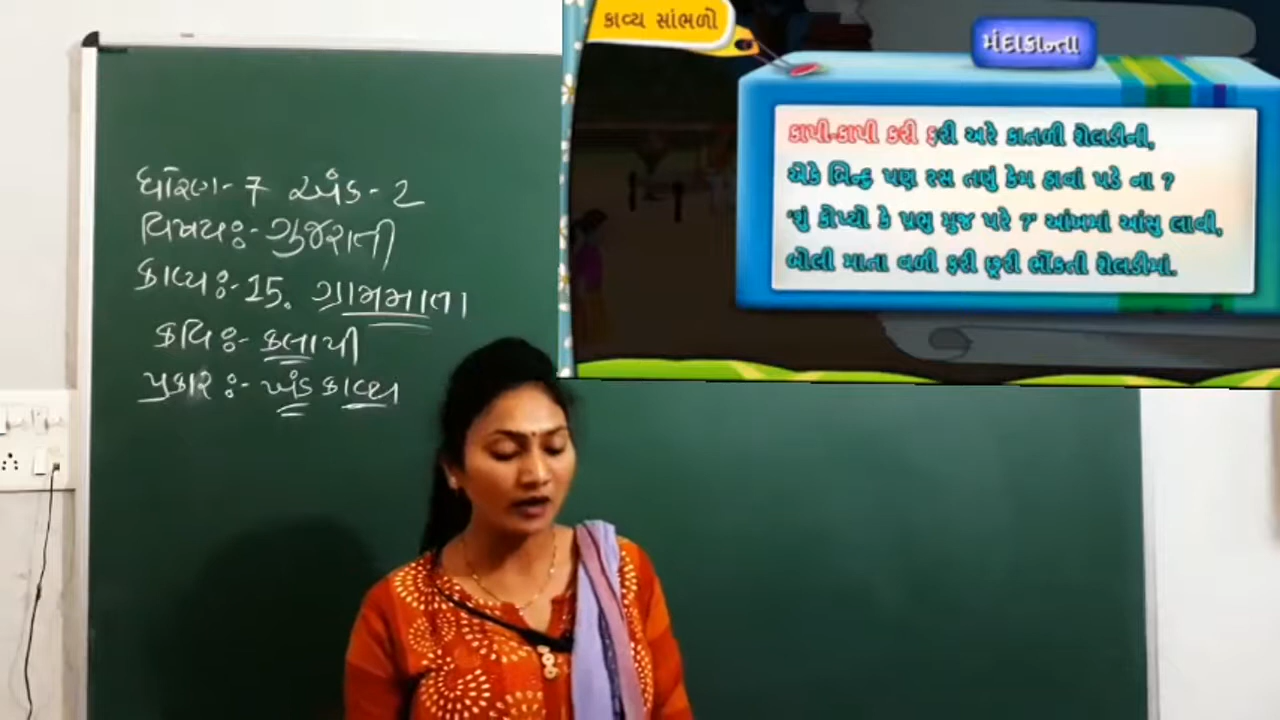 ધોરણ- 7 સંત્ર - 2
વિષય:- ગુજરાતી
કાવ્ય:- 15. ગ્રામમાતા
કવિ:- કલાપી
પ્રકાર :- ખંડકાવ્ય
કાવ્ય સાંભળો
મંદાક્રાન્તા
કાપી-કાપી ફરી ફરી અરે કાતળી શેલડીની,
એકે બિન્દુ પણ રસ તણું કેમ હાવાં પડે ના ?
'શું કોપ્યો કે પ્રભુ મુજ પરે ?' આંખમાં આંસુ લાવી,
બોલી માતા વળી ફરી છૂરી ભોંકતી શેલડીમાં.